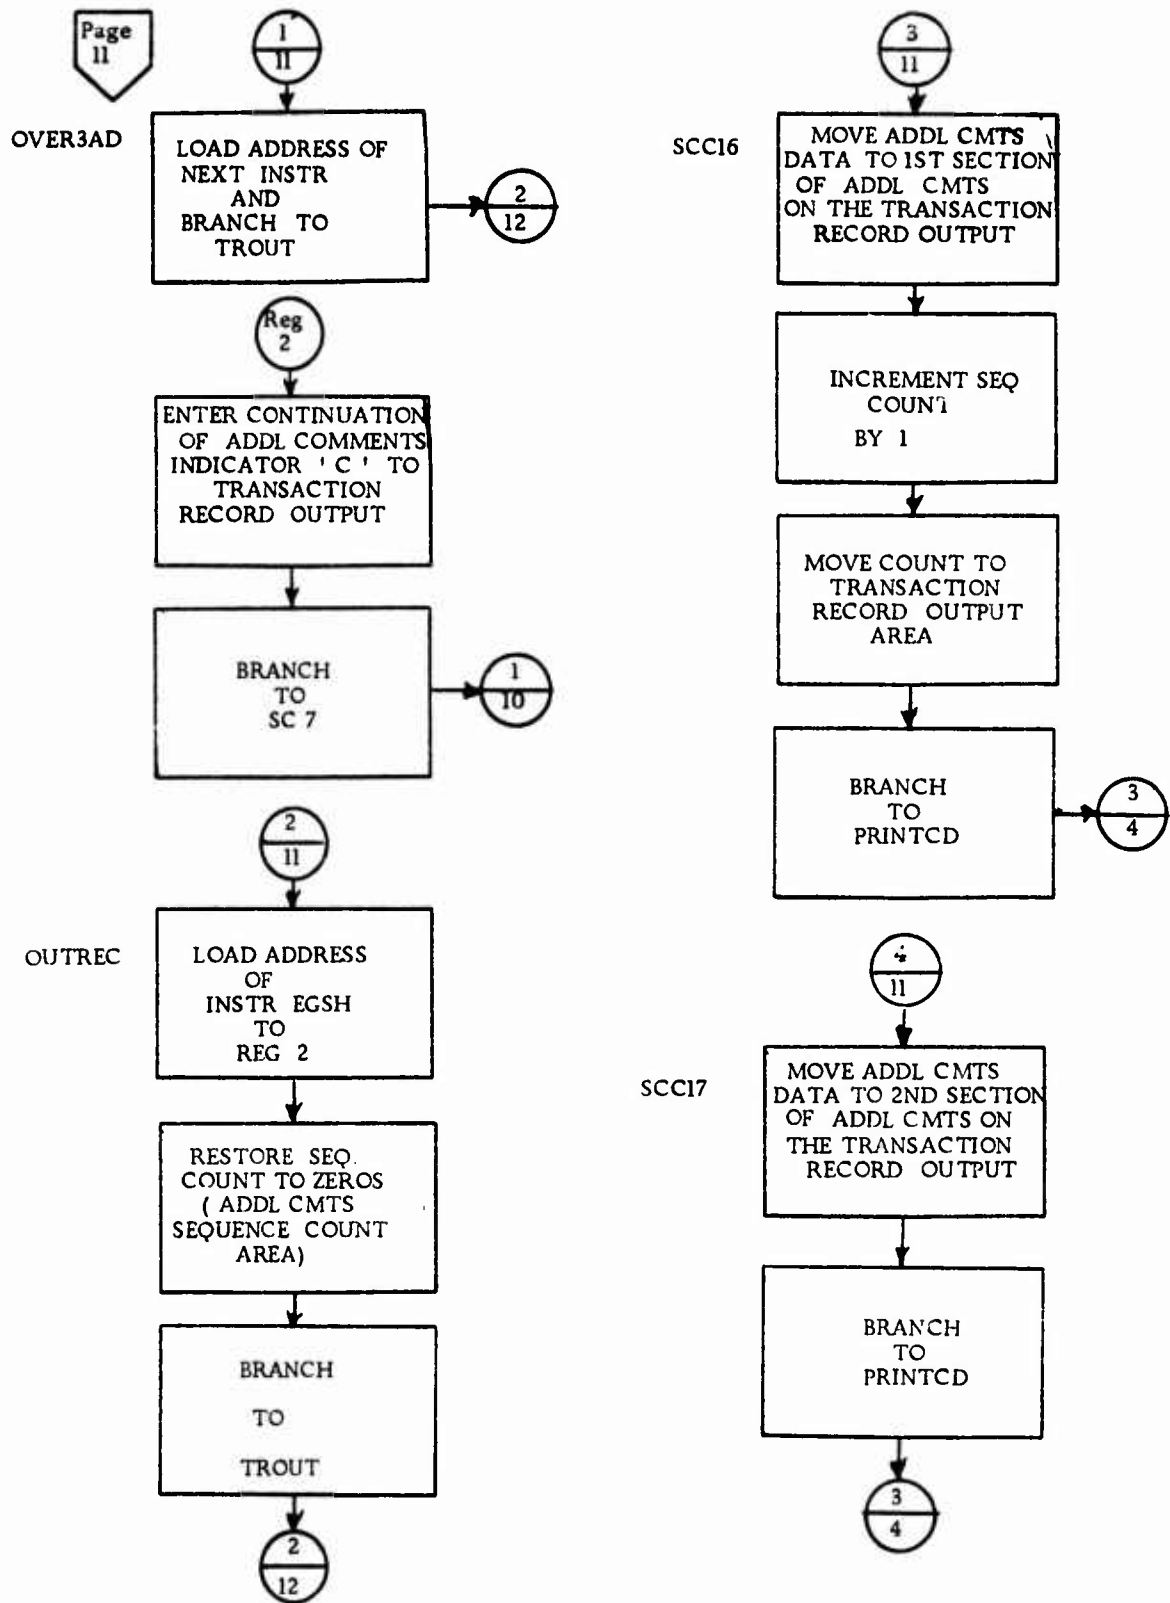 Page
11
1
11
OVER3AD
LOAD ADDRESS OF
NEXT INSTR
AND
BRANCH TO
TROUT
2
12
Reg
2
ENTER CONTINUATION
OF ADDL COMMENTS
INDICATOR ' C ' TO
TRANSACTION
RECORD OUTPUT
BRANCH
TO
SC 7
1
10
2
11
OUTREC
LOAD ADDRESS
OF
INSTR EGSH
TO
REG 2
RESTORE SEQ.
COUNT TO ZEROS
( ADDL CMTS
SEQUENCE COUNT
AREA)
BRANCH
TO
TROUT
2
12
3
11
SCC16
MOVE ADDL CMTS
DATA TO 1ST SECTION
OF ADDL CMTS
ON THE TRANSACTION
RECORD OUTPUT
INCREMENT SEQ
COUNT
BY 1
MOVE COUNT TO
TRANSACTION
RECORD OUTPUT
AREA
BRANCH
TO
PRINTCD
3
4
4
11
SCC17
MOVE ADDL CMTS
DATA TO 2ND SECTION
OF ADDL CMTS ON
THE TRANSACTION
RECORD OUTPUT
BRANCH
TO
PRINTCD
3
4